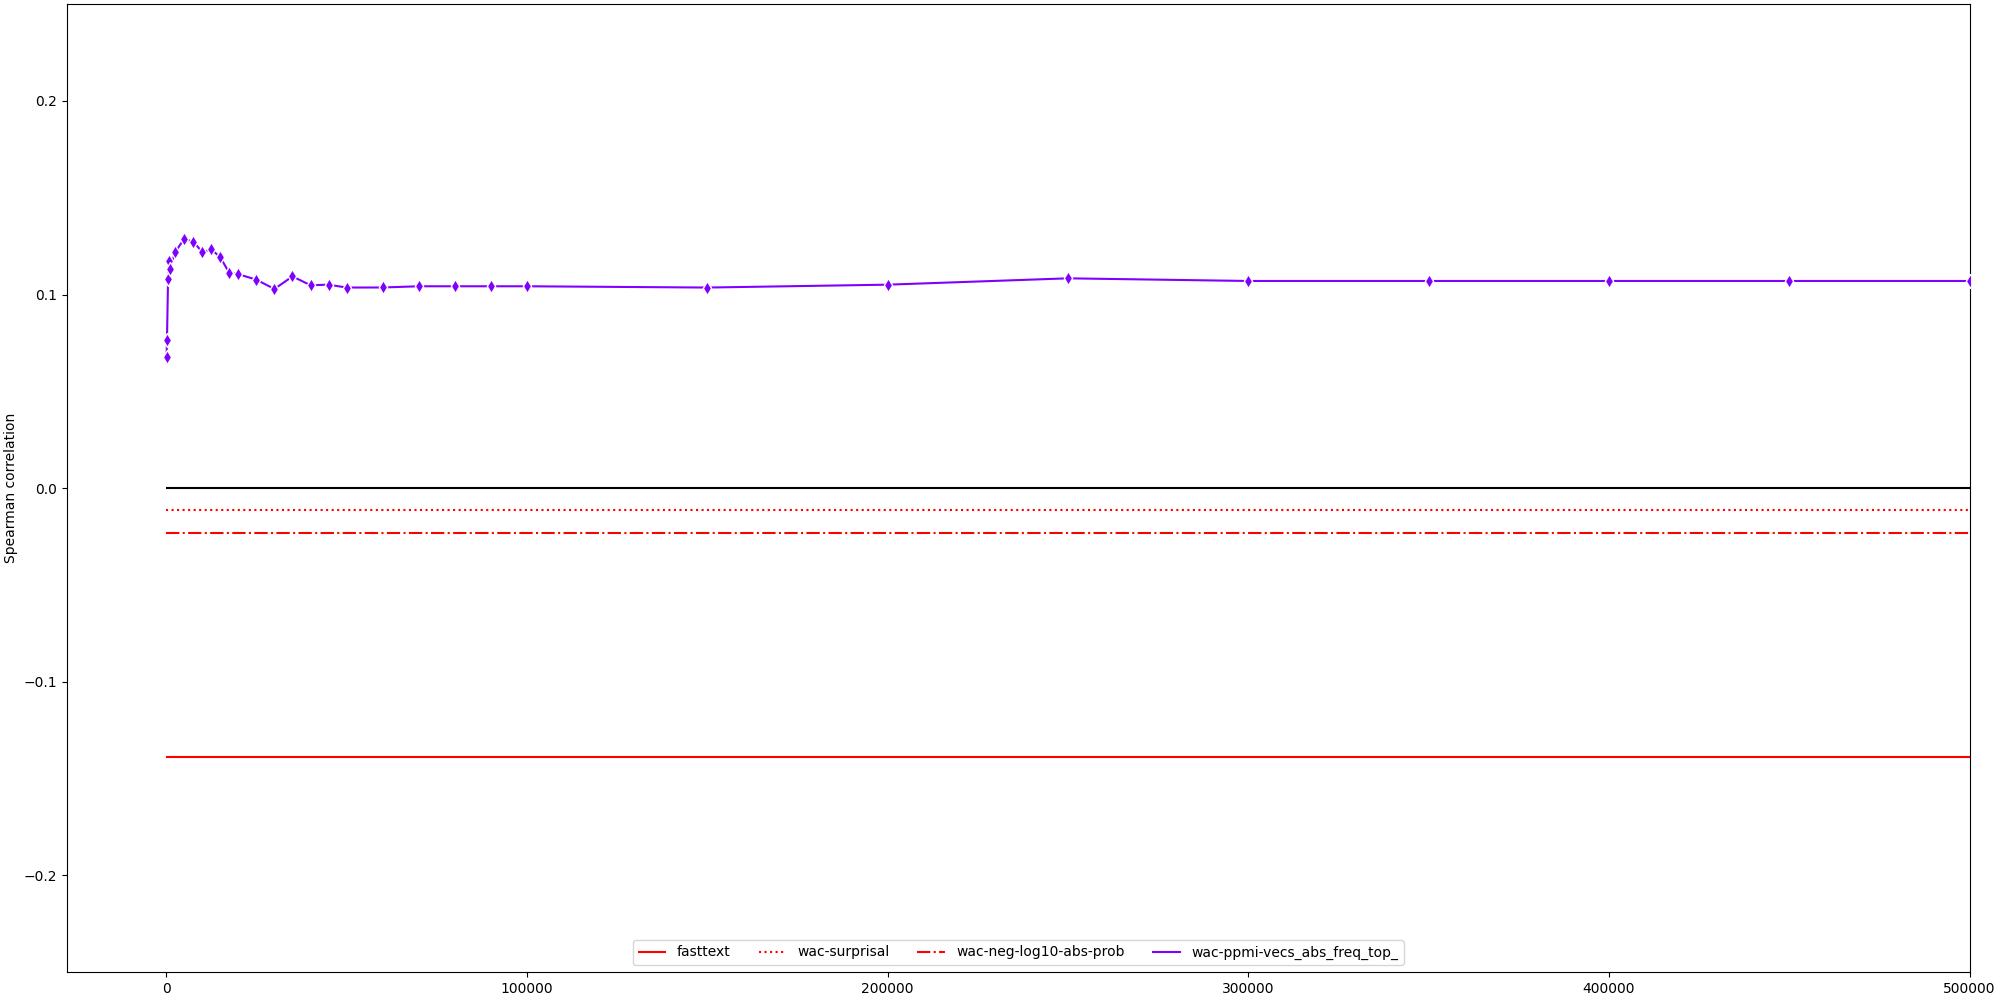 Spearman correlation
0.2
0.1
0.0
−0.1
−0.2
fasttext wac-surprisal wac-neg-log10-abs-prob wac-ppmi-vecs_abs_freq_top_
0 100000 200000 300000 400000 500000